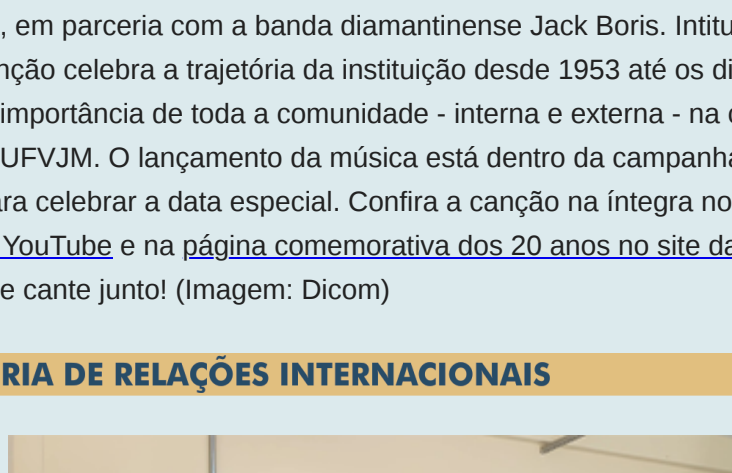 , em parceria com a banda diamantinense Jack Boris. Intitu
nção celebra a trajetória da instituição desde 1953 até os di
importância de toda a comunidade - interna e externa - na c
UFVJM. O lançamento da música está dentro da campanha
ara celebrar a data especial. Confira a canção na íntegra no
YouTube e na página comemorativa dos 20 anos no site da
e cante junto! (Imagem: Dicom)
RIA DE RELAÇÕES INTERNACIONAIS